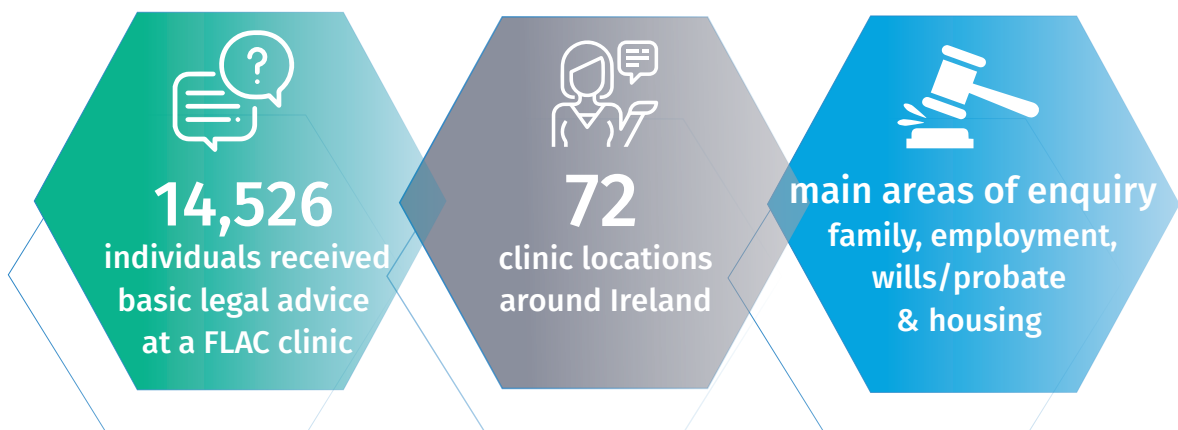 ?
14,526
individuals received
basic legal advice
at a FLAC clinic
72
clinic locations
around Ireland
main areas of enquiry
family, employment,
wills/probate
& housing